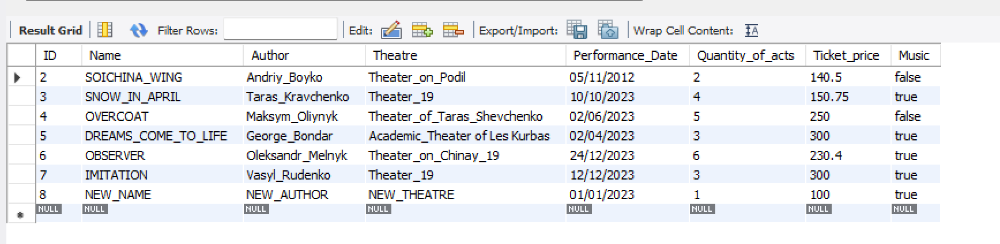 Result Grid Filter Rows: Edit: Export/Import: Wrap Cell Content: IA
ID Name Author Theatre Performance_Date Quantity_of_acts Ticket_price Music
2 SOICHINA_WING Andriy_Boyko Theater_on_Podil 05/11/2012 2 140.5 false
3 SNOW_IN_APRIL Taras_Kravchenko Theater_19 10/10/2023 4 150.75 true
4 OVERCOAT Maksym_Oliynyk Theater_of_Taras_Shevchenko 02/06/2023 5 250 false
5 DREAMS_COME_TO_LIFE George_Bondar Academic_Theater of Les Kurbas 02/04/2023 3 300 true
6 OBSERVER Oleksandr_Melnyk Theater_on_Chinay_19 24/12/2023 6 230.4 true
7 IMITATION Vasyl_Rudenko Theater_19 12/12/2023 3 300 true
8 NEW_NAME NEW_AUTHOR NEW_THEATRE 01/01/2023 1 100 true
NULL NULL NULL NULL NULL NULL NULL NULL